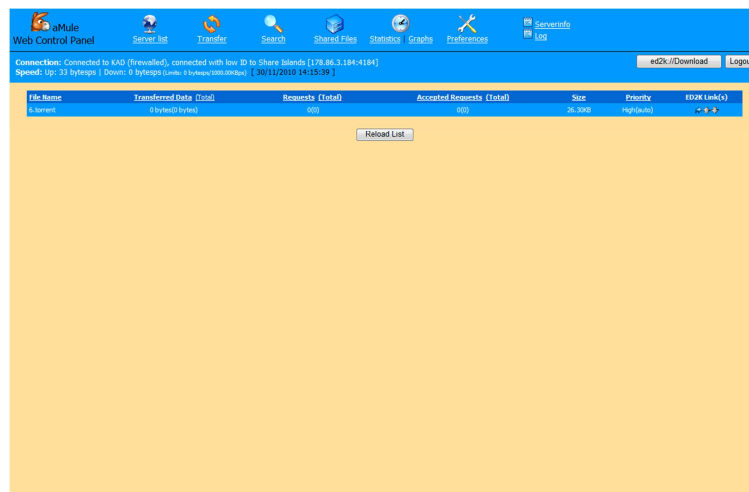 aMule
Web Control Panel
Server list
Transfer
Search
Shared Files
Statistics | Graphs
Preferences
Serverinfo
Log
Connection: Connected to KAD (firewalled), connected with low ID to Share Islands [178.86.3.184:4184]
Speed: Up: 33 bytesps | Down: 0 bytesps (Limits: 0 bytesps/1000.00KBps) [ 30/11/2010 14:15:39 ]
ed2k://Download
Logou
File Name Transferred Data (Total) Requests (Total) Accepted Requests (Total) Size Priority ED2K Link(s)
6.torrent 0 bytes(0 bytes) 0(0) 0(0) 26.30KB High(auto)
Reload List